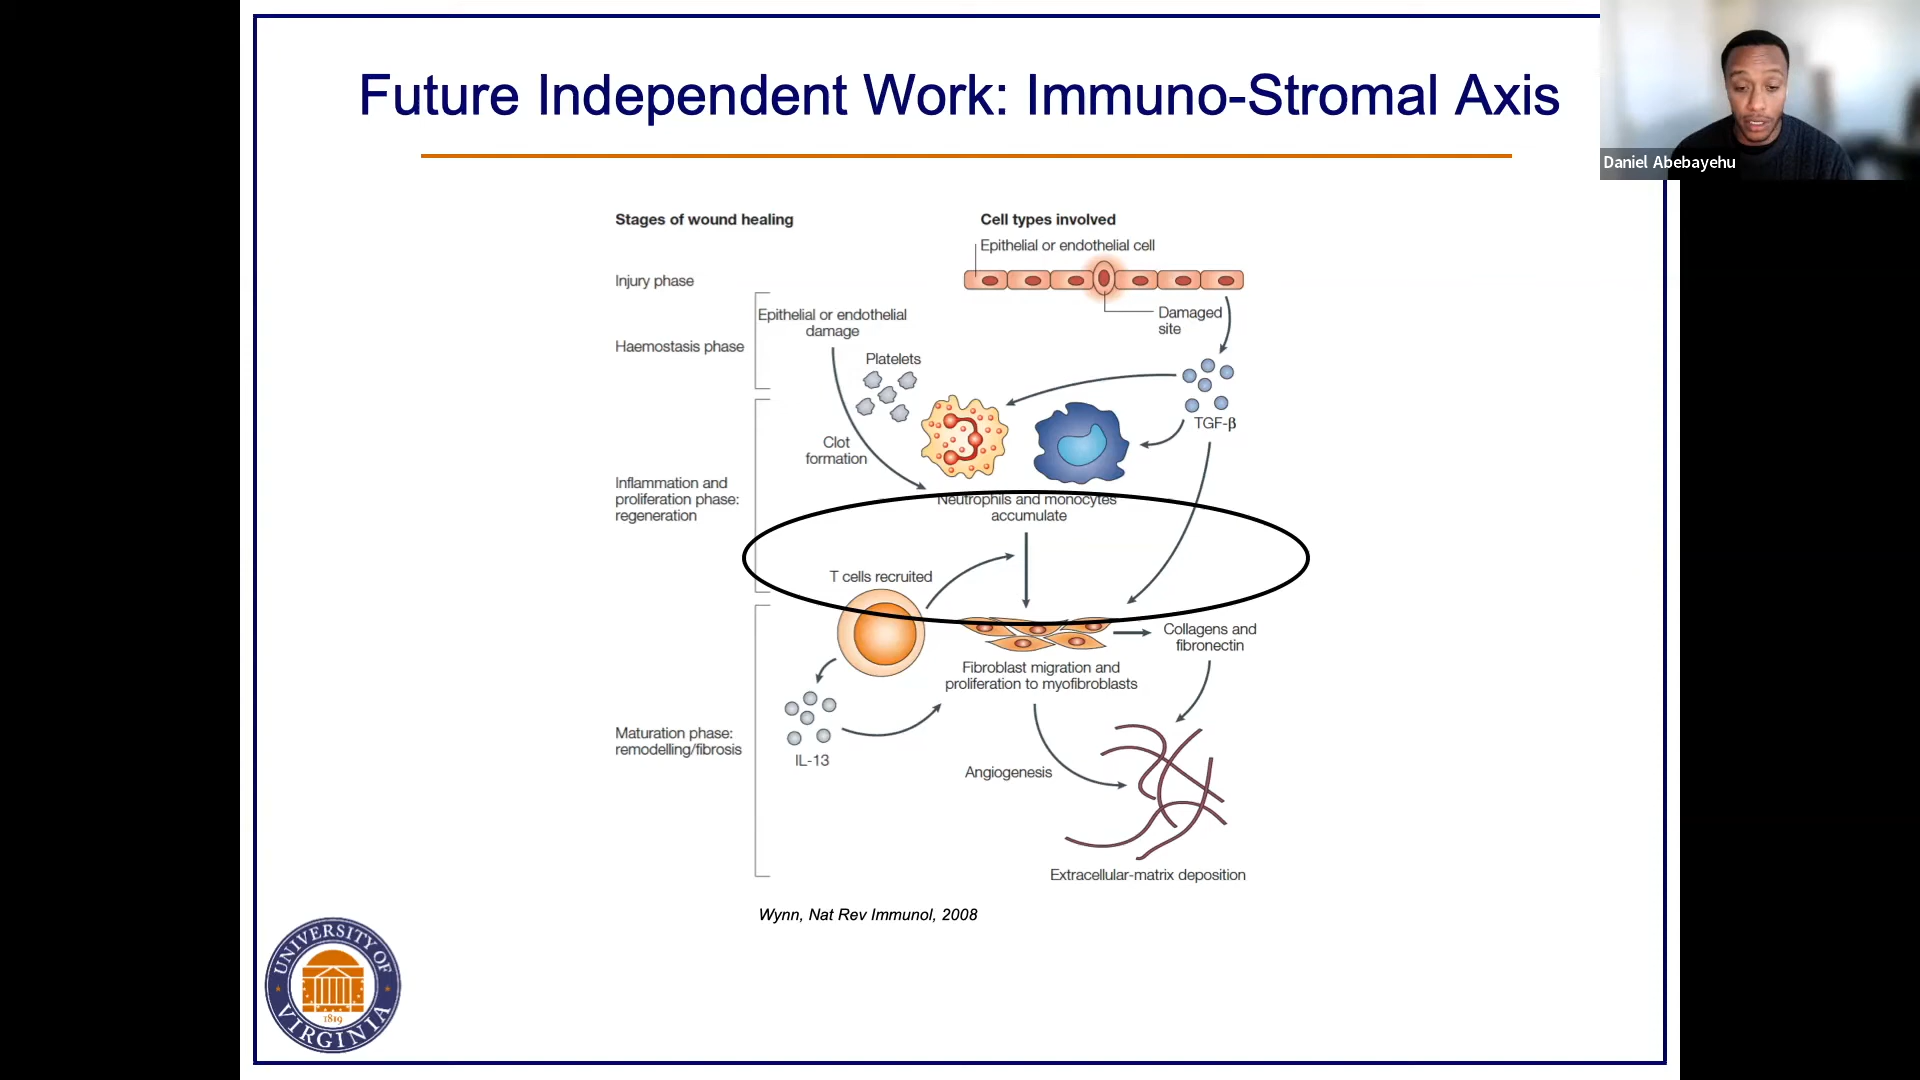 Future Independent Work: Immuno-Stromal Axis
Daniel Abebayehu
Stages of wound healing
Cell types involved
Epithelial or endothelial cell
Injury phase
Damaged
site
Epithelial or endothelial
damage
Haemostasis phase
Platelets
TGF-β
Clot
formation
Inflammation and
proliferation phase:
regeneration
Neutrophils and monocytes
accumulate
T cells recruited
Collagens and
fibronectin
Fibroblast migration and
proliferation to myofibroblasts
Maturation phase:
remodelling/fibrosis
IL-13
Angiogenesis
Extracellular-matrix deposition
Wynn, Nat Rev Immunol, 2008
UNIVERSITY OF
VIRGINIA
1819